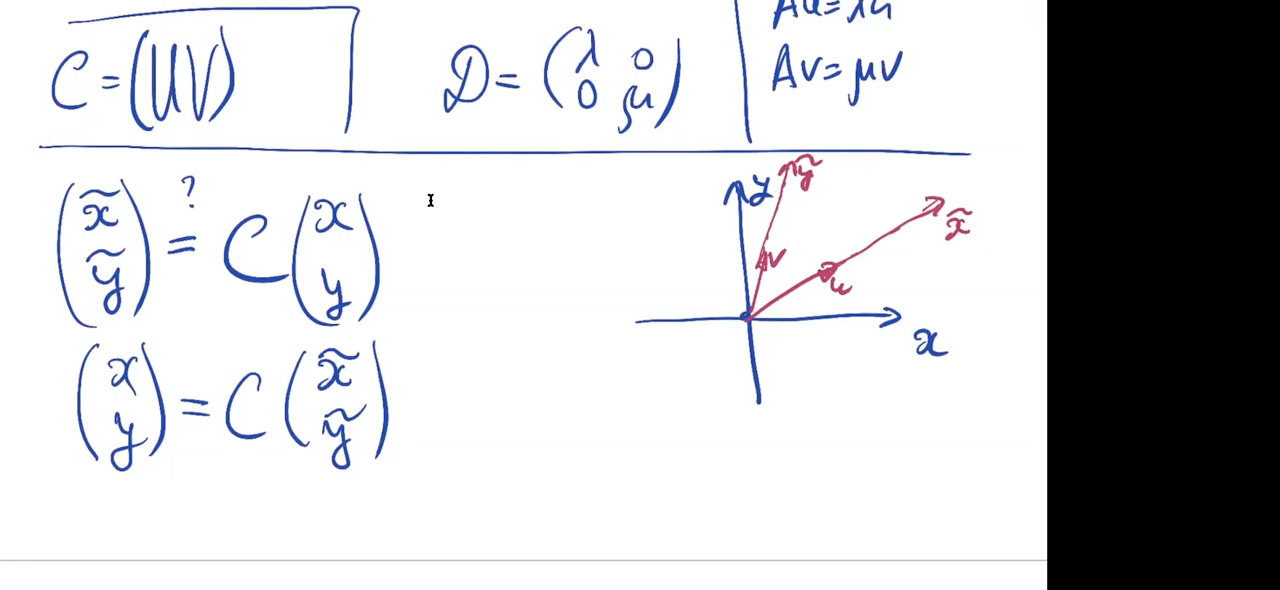 Au = λu
C = (UV)
D = (λ 0
0 μ)
Av = μv
(x̃
ỹ) ?= C (x
y)
(x
y) = C (x̃
ỹ)
y
ỹ
x̃
v
u
x